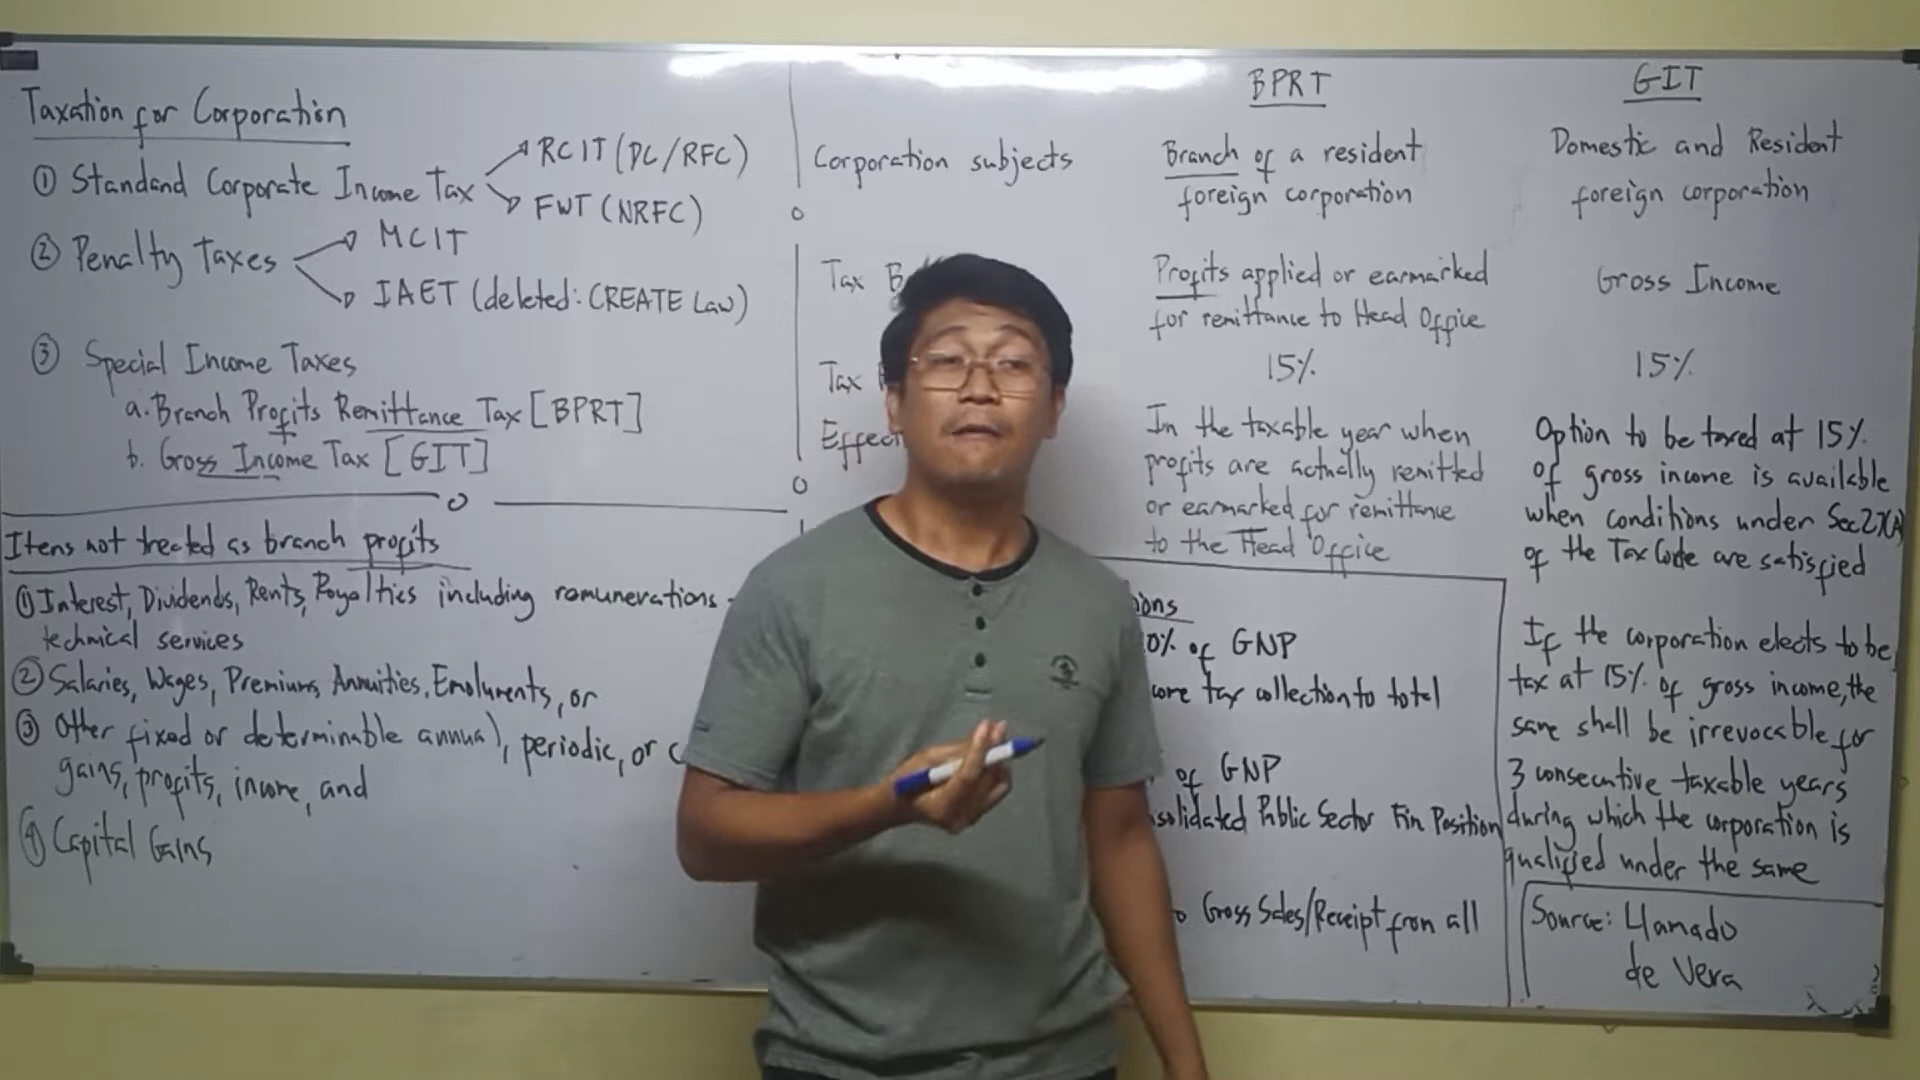 Taxation for Corporation
① Standard Corporate Income Tax
RCIT (DC/RFC)
FWT (NRFC)
② Penalty Taxes
MCIT
IAET (deleted: CREATE Law)
③ Special Income Taxes
a. Branch Profits Remittance Tax [BPRT]
b. Gross Income Tax [GIT]
Items not treated as branch profits
① Interest, Dividends, Rents, Royalties including remunerations
technical services
② Salaries, Wages, Premiums, Annuities, Emoluments, or
③ Other fixed or determinable annual, periodic, or
gains, profits, income, and
④ Capital Gains
Corporation subjects
Tax
Tax
Effect
BPRT
Branch of a resident
foreign corporation
Profits applied or earmarked
for remittance to Head Office
15%
In the taxable year when
profits are actually remitted
or earmarked for remittance
to the Head Office
0% of GNP
tax collection to total
of GNP
solidated Public Sector Fin Position
Gross Sales/Receipt from all
GIT
Domestic and Resident
foreign corporation
Gross Income
15%
Option to be taxed at 15%
of gross income is available
when conditions under Sec 27(A)
of the Tax Code are satisfied
If the corporation elects to be
tax at 15% of gross income, the
same shall be irrevocable for
3 consecutive taxable years
during which the corporation is
qualified under the same
Source: Llamado
de Vera